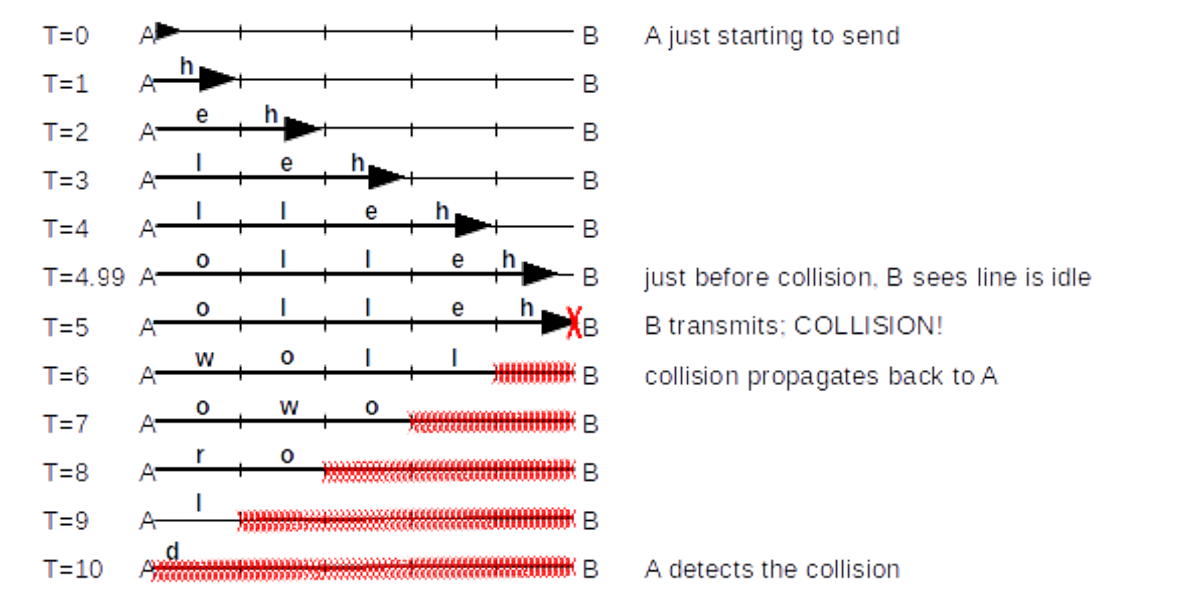 T=0 A B A just starting to send
h
T=1 A B
e h
T=2 A B
l e h
T=3 A B
l l e h
T=4 A B
o l l e h
T=4.99 A B just before collision, B sees line is idle
o l l e h
T=5 A B B transmits; COLLISION!
w o l l
T=6 A B collision propagates back to A
o w o
T=7 A B
r o
T=8 A B
l
T=9 A B
d
T=10 A B A detects the collision